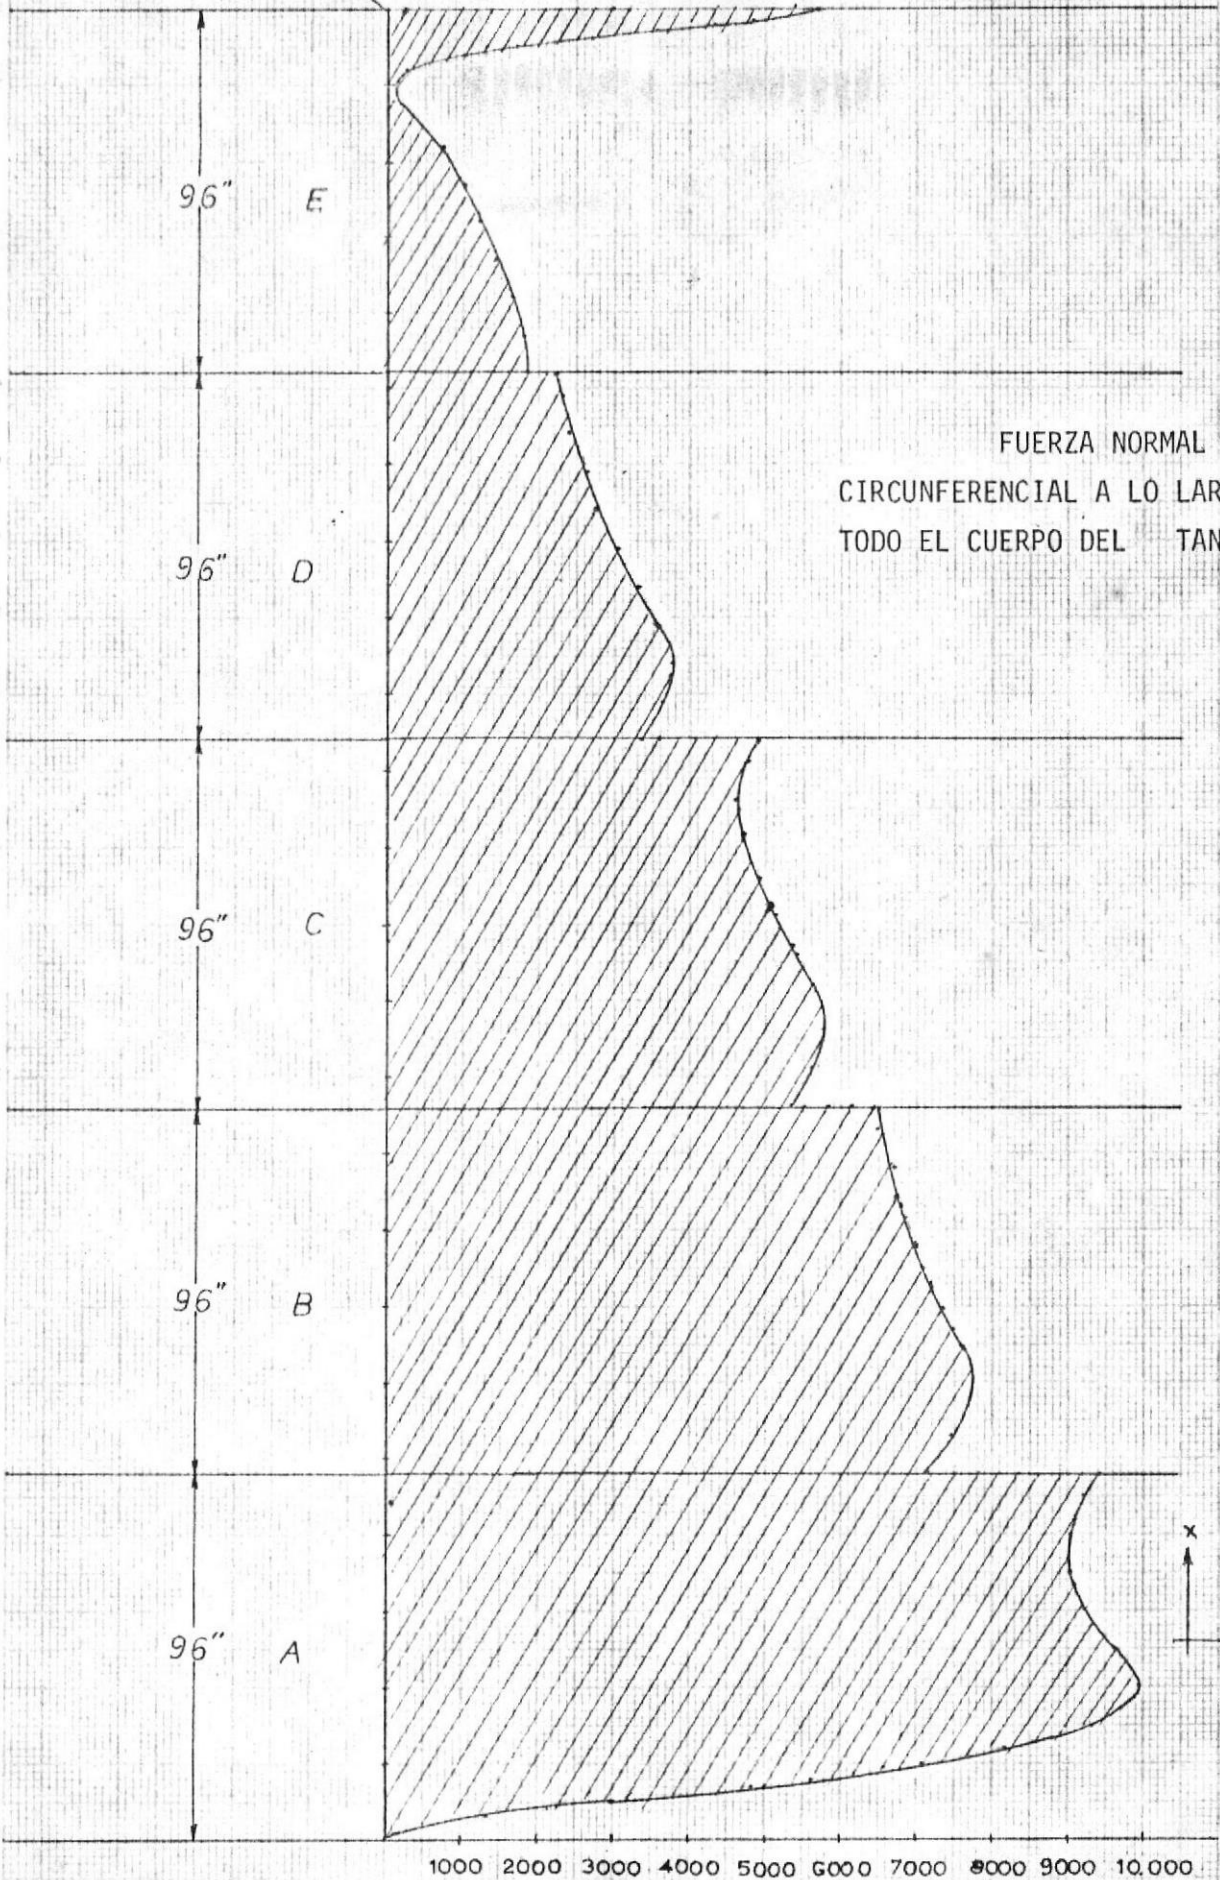 96" E
FUERZA NORMAL
CIRCUNFERENCIAL A LO LAR
TODO EL CUERPO DEL TAN
96" D
96" C
96" B
x
96" A
1000 2000 3000 4000 5000 6000 7000 8000 9000 10.000